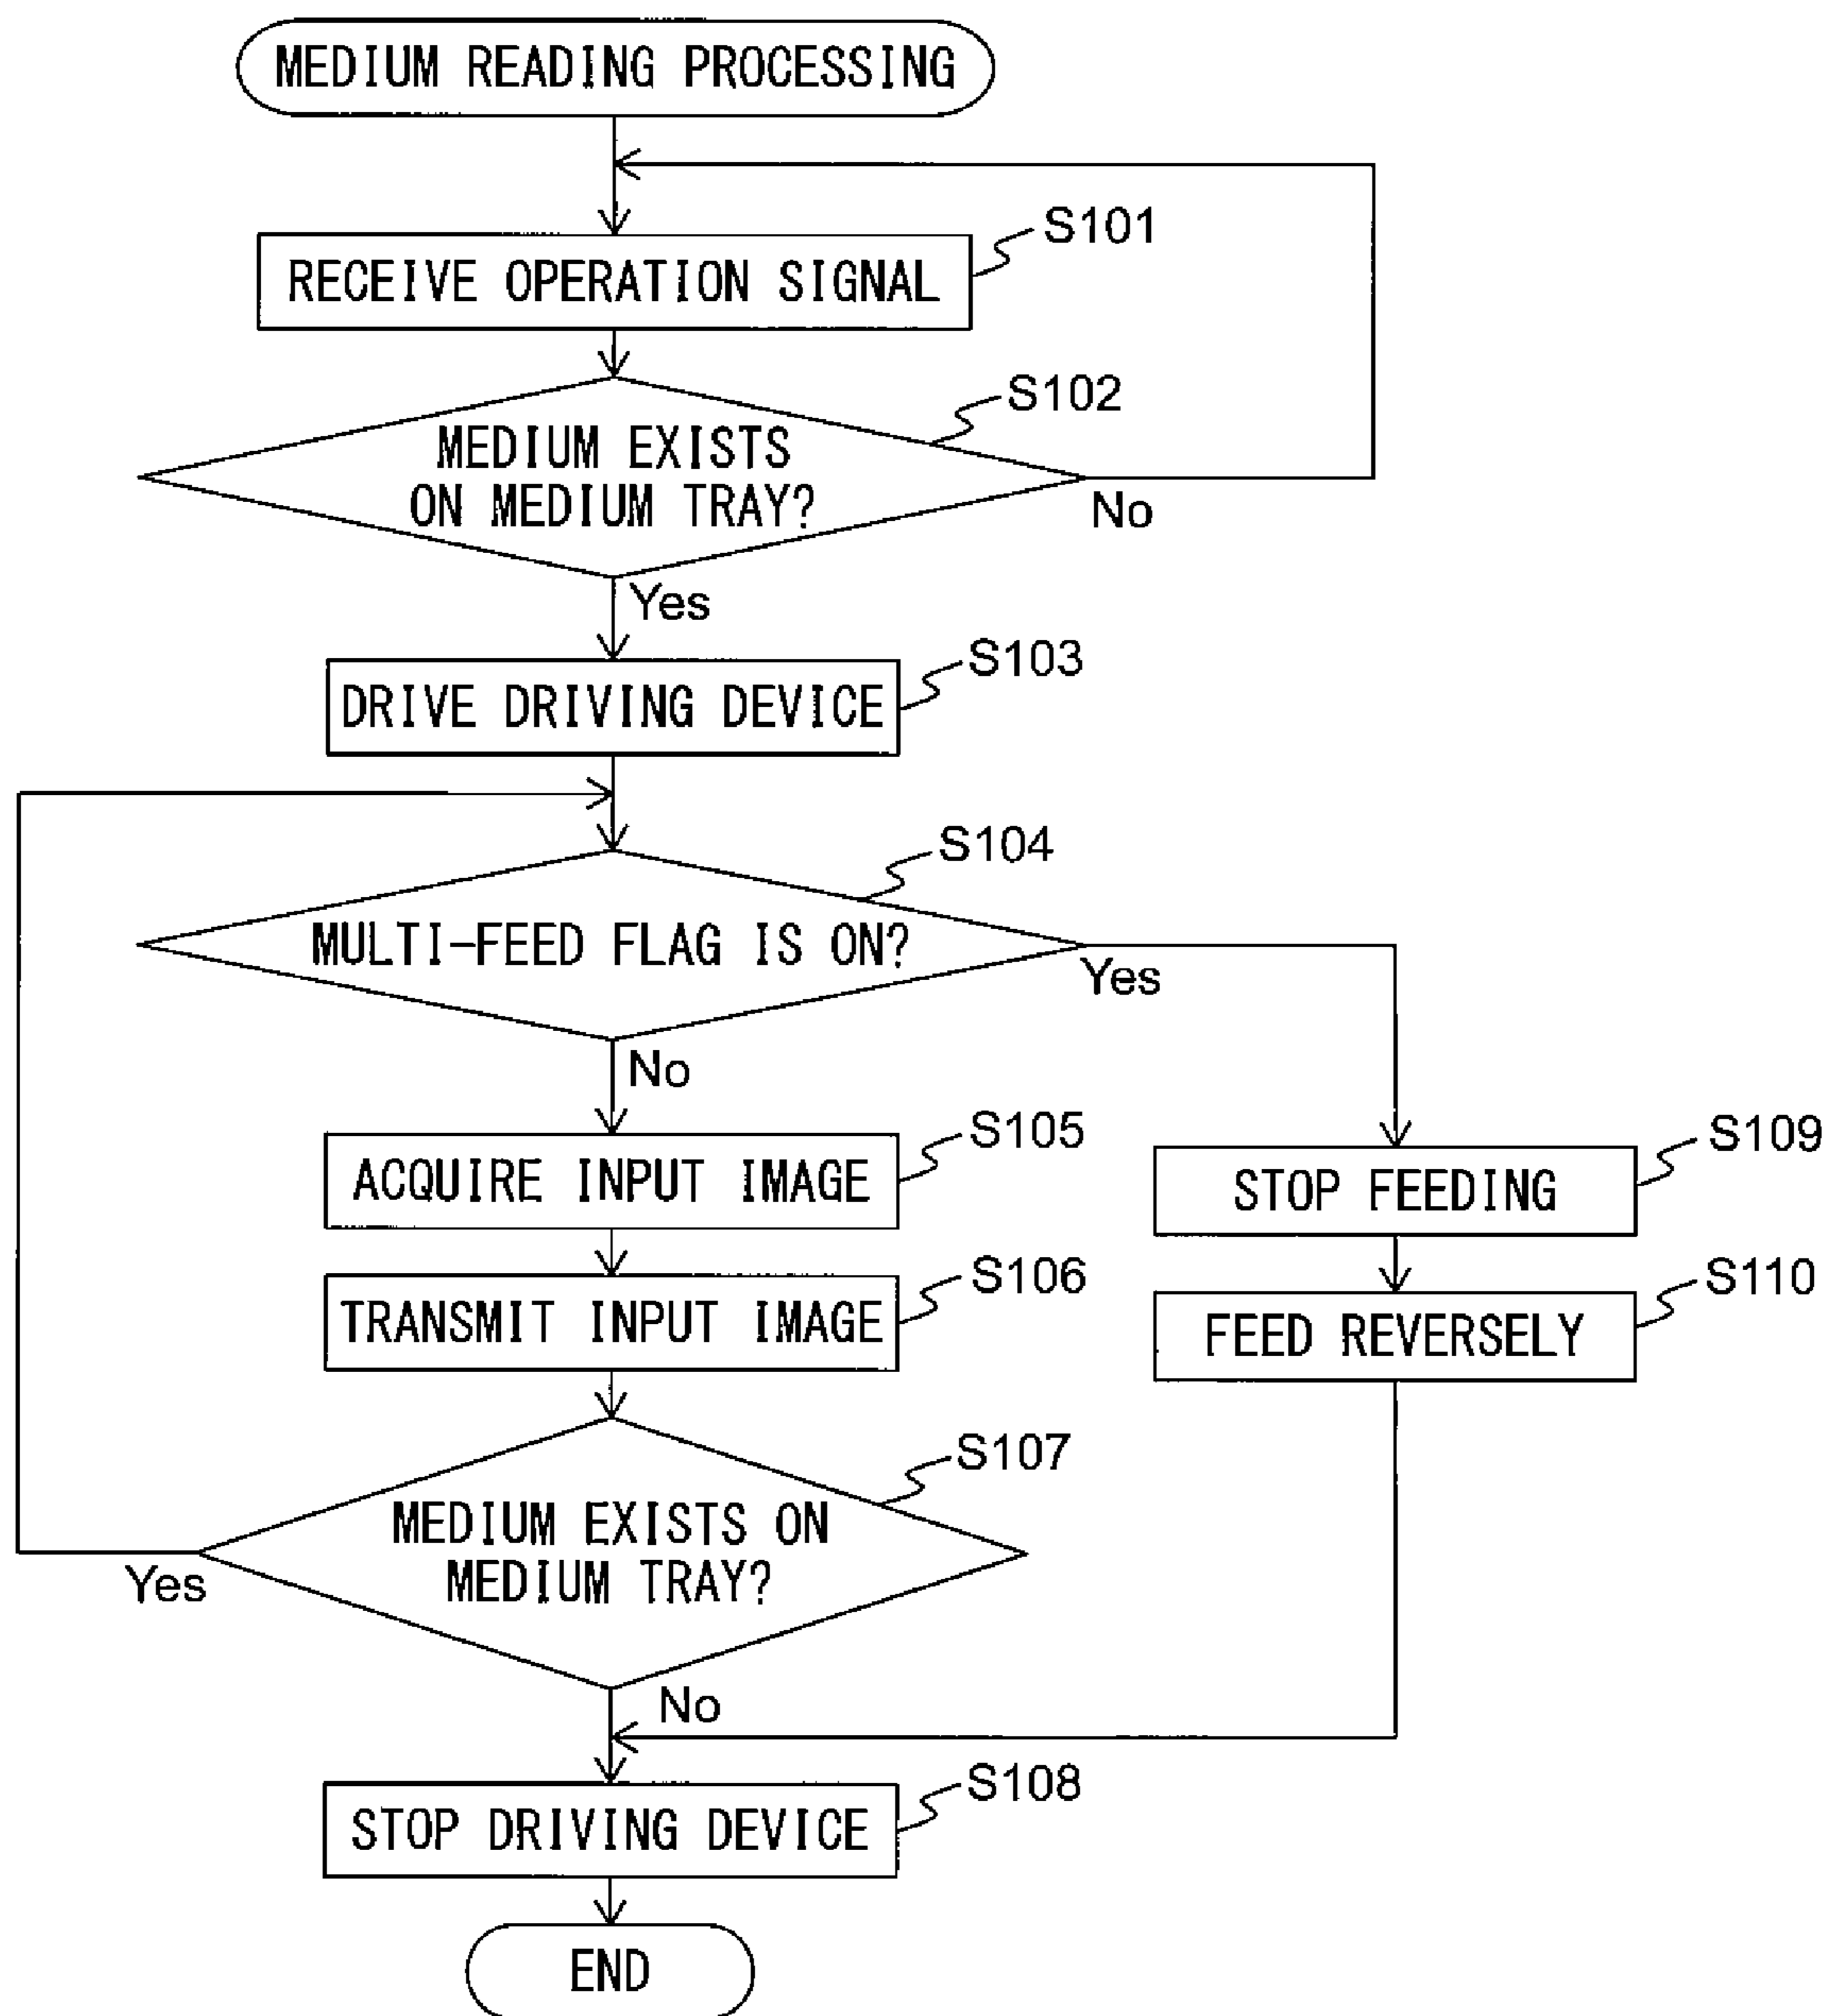 MEDIUM READING PROCESSING
S101
RECEIVE OPERATION SIGNAL
S102
MEDIUM EXISTS
ON MEDIUM TRAY?
No
Yes
S103
DRIVE DRIVING DEVICE
S104
MULTI-FEED FLAG IS ON?
Yes
No
S105
ACQUIRE INPUT IMAGE
S109
STOP FEEDING
S106
TRANSMIT INPUT IMAGE
S110
FEED REVERSELY
S107
MEDIUM EXISTS ON
MEDIUM TRAY?
Yes
No
S108
STOP DRIVING DEVICE
END